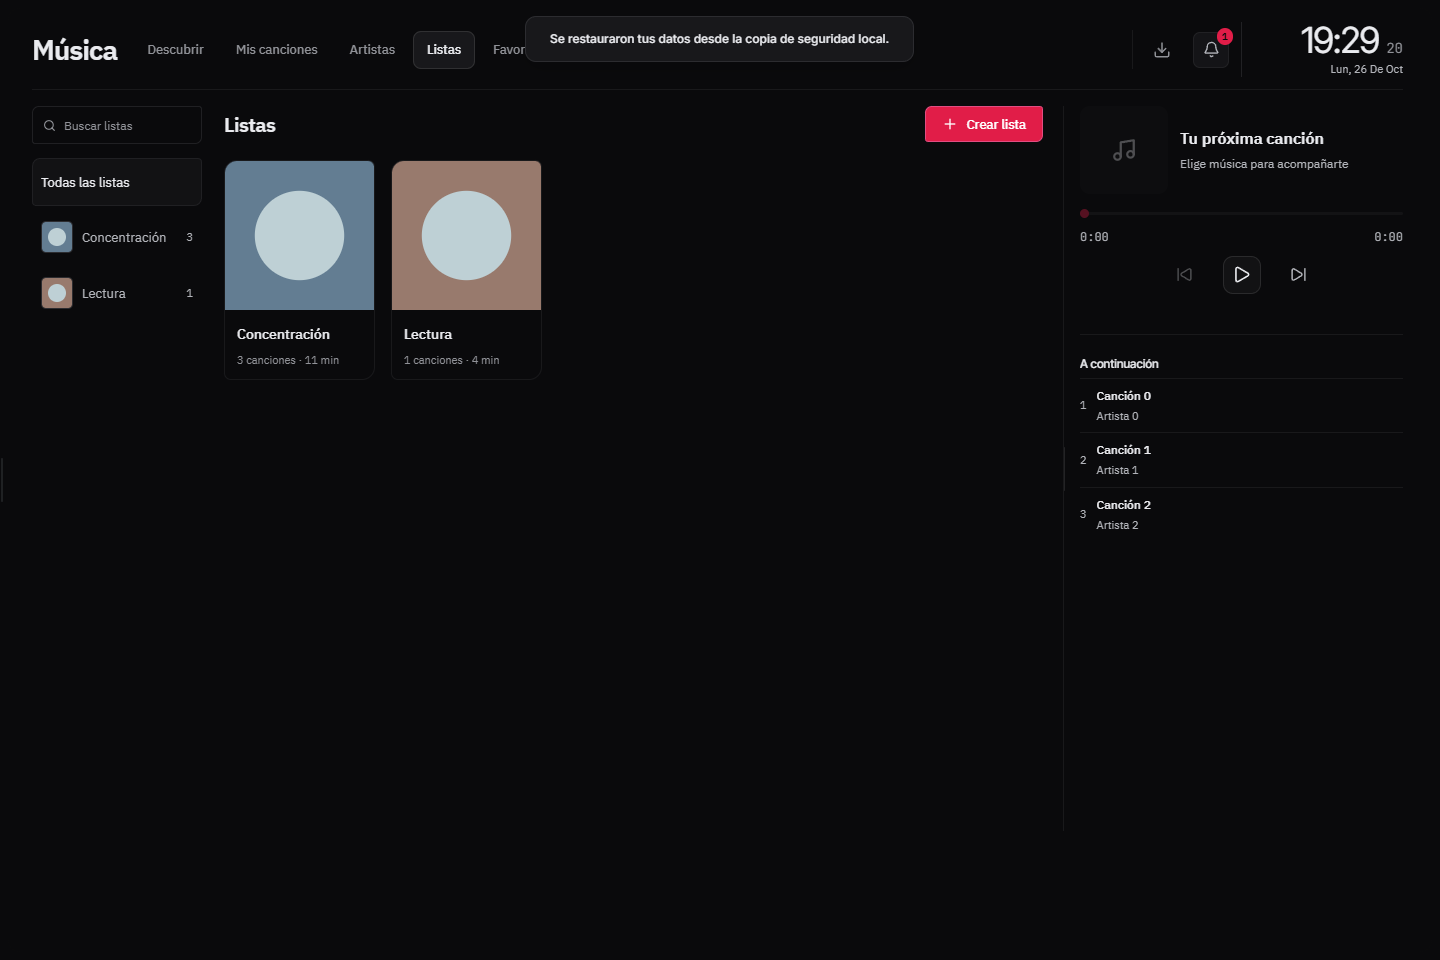 Música
Descubrir
Mis canciones
Artistas
Listas
Favor
Se restauraron tus datos desde la copia de seguridad local.
1
19:29 20
Lun, 26 De Oct
Buscar listas
Todas las listas
Concentración 3
Lectura 1
Listas
Crear lista
Concentración
3 canciones · 11 min
Lectura
1 canciones · 4 min
Tu próxima canción
Elige música para acompañarte
0:00 0:00
A continuación
1 Canción 0
Artista 0
2 Canción 1
Artista 1
3 Canción 2
Artista 2